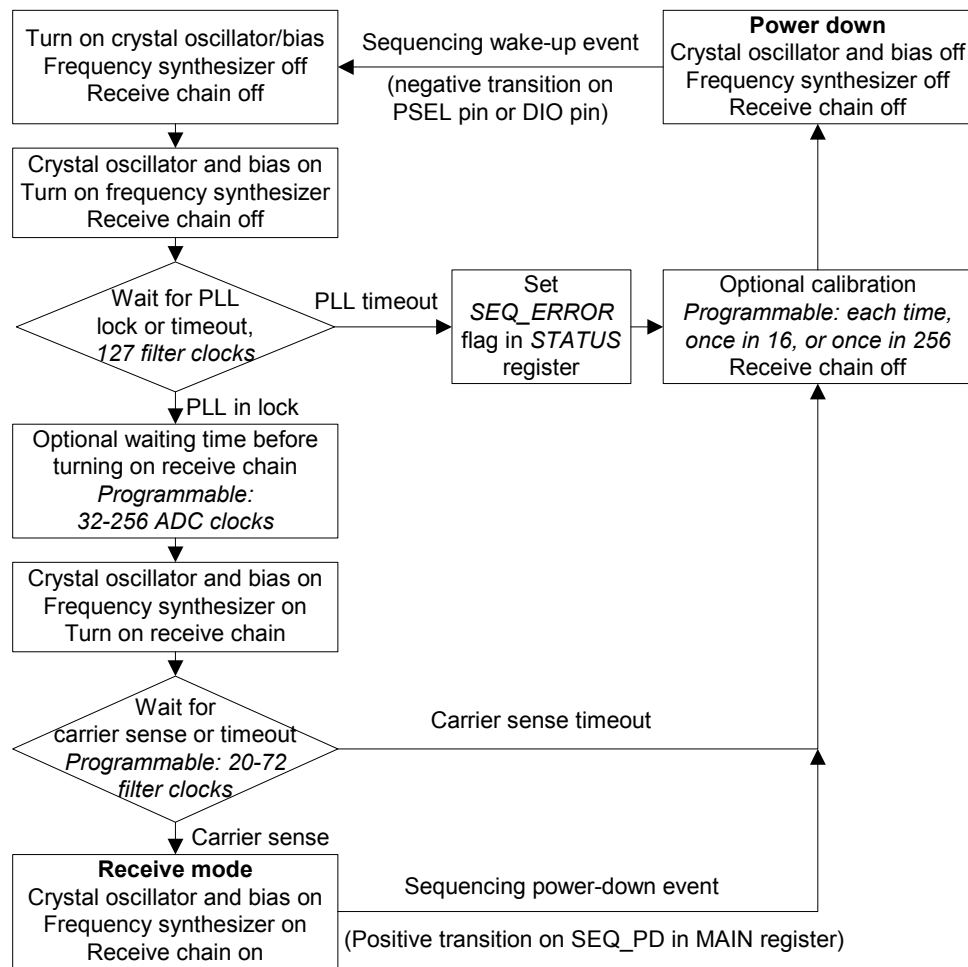 Turn on crystal oscillator/bias
Frequency synthesizer off
Receive chain off
Sequencing wake-up event
(negative transition on
PSEL pin or DIO pin)
Power down
Crystal oscillator and bias off
Frequency synthesizer off
Receive chain off
Crystal oscillator and bias on
Turn on frequency synthesizer
Receive chain off
Wait for PLL
lock or timeout,
127 filter clocks
PLL timeout
Set
SEQ_ERROR
flag in STATUS
register
Optional calibration
Programmable: each time,
once in 16, or once in 256
Receive chain off
PLL in lock
Optional waiting time before
turning on receive chain
Programmable:
32-256 ADC clocks
Crystal oscillator and bias on
Frequency synthesizer on
Turn on receive chain
Wait for
carrier sense or timeout
Programmable: 20-72
filter clocks
Carrier sense timeout
Carrier sense
Receive mode
Crystal oscillator and bias on
Frequency synthesizer on
Receive chain on
Sequencing power-down event
(Positive transition on SEQ_PD in MAIN register)